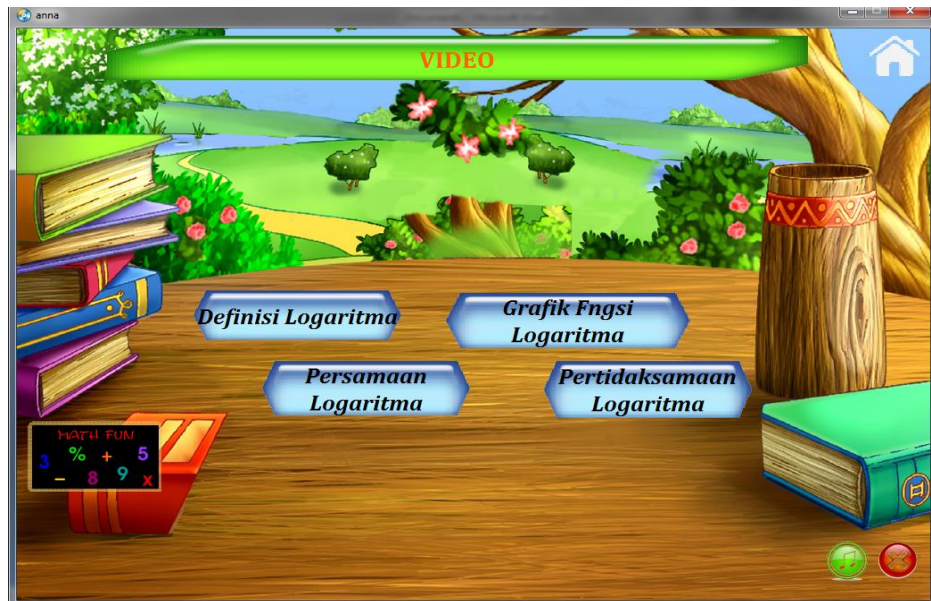 anna
VIDEO
Definisi Logaritma
Grafik Fngsi
Logaritma
Persamaan
Logaritma
Pertidaksamaan
Logaritma
MATH FUN
3 % + 5
- 8 9 x